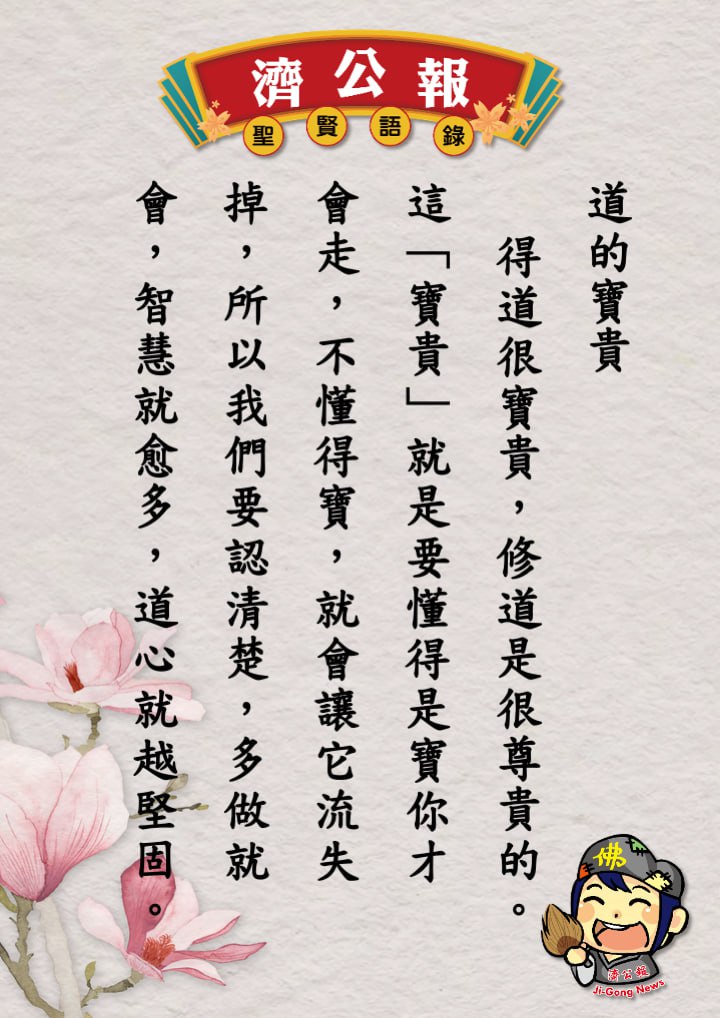 濟公報
聖賢語錄
道的寶貴
得道很寶貴，修道是很尊貴的。
這「寶貴」就是要懂得是寶你才
會走，不懂得寶，就會讓它流失
掉，所以我們要認清楚，多做就
會，智慧就愈多，道心就越堅固。
佛
濟公報
Ji-Gong News